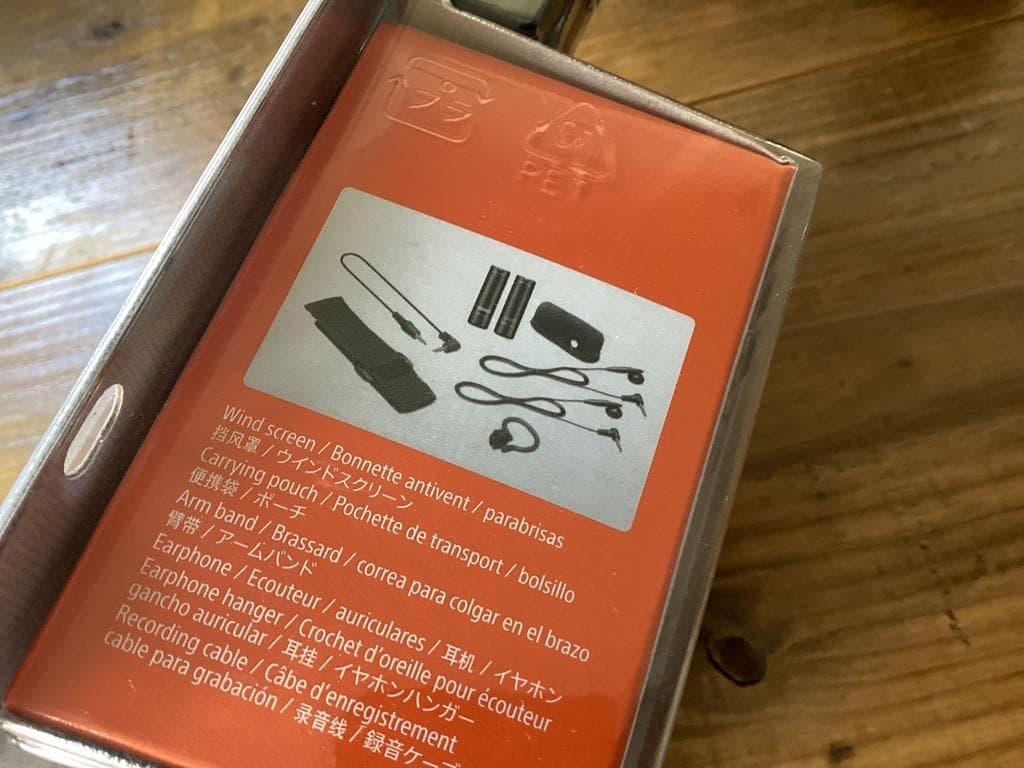 プラ
PET
Wind screen / Bonnette antivent / parabrisas
挡风罩 / ウインドスクリーン
Carrying pouch / Pochette de transport / bolsillo
便携袋 / ポーチ
Arm band / Brassard / correa para colgar en el brazo
臂带 / アームバンド
Earphone / Ecouteur / auriculares / 耳机 / イヤホン
Earphone hanger / Crochet d'oreille pour écouteur
gancho auricular / 耳挂 / イヤホンハンガー
Recording cable / Câbe d'enregistrement
cable para grabación / 录音线 / 録音ケーブ